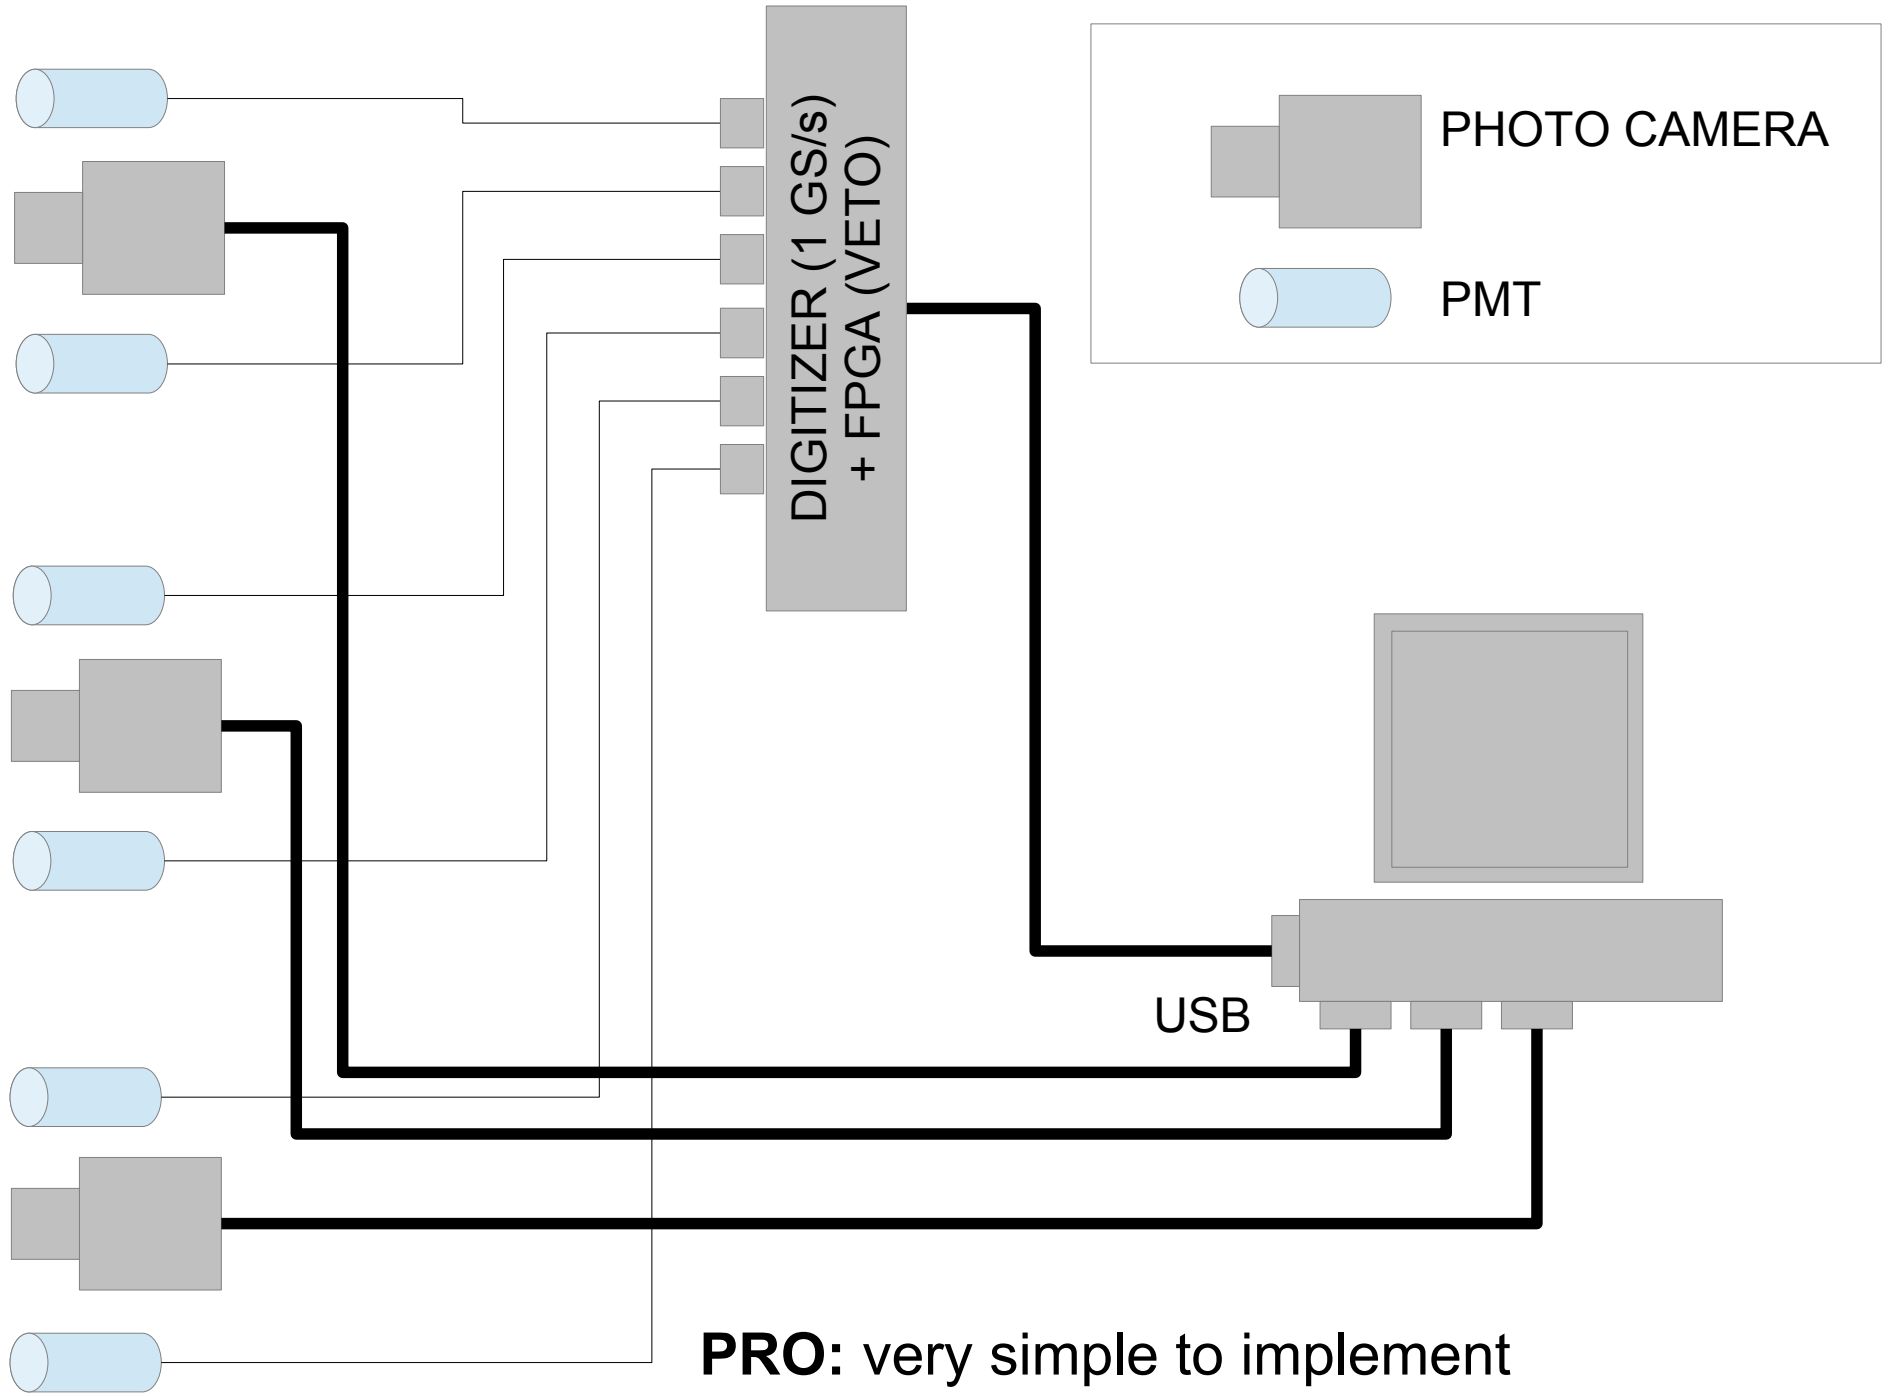 DIGITIZER (1 GS/s)
+ FPGA (VETO)
PHOTO CAMERA
PMT
USB
PRO: very simple to implement